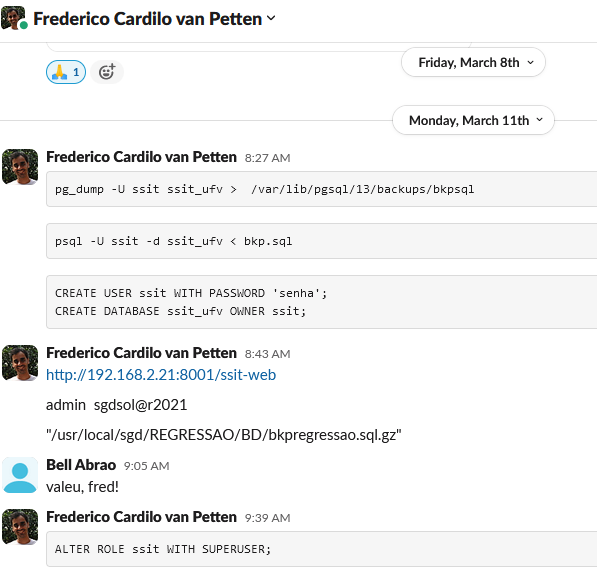 Frederico Cardilo van Petten
1
Friday, March 8th
Monday, March 11th
Frederico Cardilo van Petten 8:27 AM
pg_dump -U ssit ssit_ufv >  /var/lib/pgsql/13/backups/bkpsql
psql -U ssit -d ssit_ufv < bkp.sql
CREATE USER ssit WITH PASSWORD 'senha';
CREATE DATABASE ssit_ufv OWNER ssit;
Frederico Cardilo van Petten 8:43 AM
http://192.168.2.21:8001/ssit-web
admin  sgdsol@r2021
"/usr/local/sgd/REGRESSAO/BD/bkpregressao.sql.gz"
Bell Abrao 9:05 AM
valeu, fred!
Frederico Cardilo van Petten 9:39 AM
ALTER ROLE ssit WITH SUPERUSER;